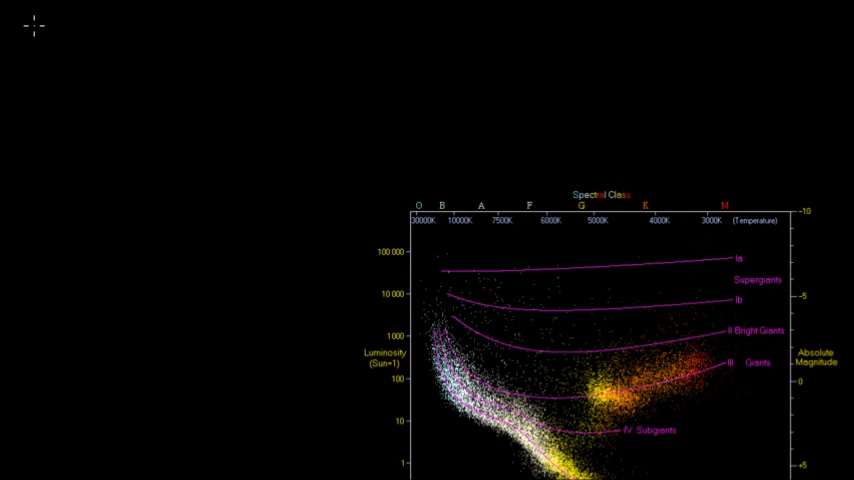 Spectral Class
O B A F G K M
30000K 10000K 7500K 6000K 5000K 4000K 3000K (Temperature)
-10
100 000
Ia
Supergiants
10 000
Ib
-5
1000
II Bright Giants
Luminosity
(Sun=1)
Absolute
Magnitude
III Giants
100
0
10
IV Subgiants
1
+5